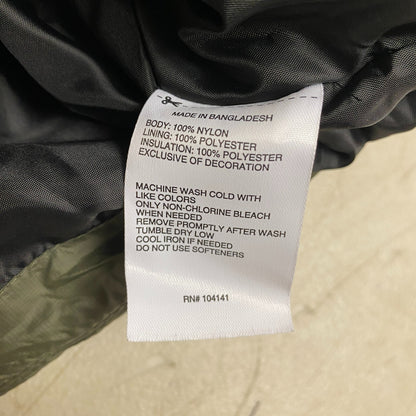 MADE IN BANGLADESH
BODY: 100% NYLON
LINING: 100% POLYESTER
INSULATION: 100% POLYESTER
EXCLUSIVE OF DECORATION
MACHINE WASH COLD WITH
LIKE COLORS
ONLY NON-CHLORINE BLEACH
WHEN NEEDED
REMOVE PROMPTLY AFTER WASH
TUMBLE DRY LOW
COOL IRON IF NEEDED
DO NOT USE SOFTENERS
RN# 104141